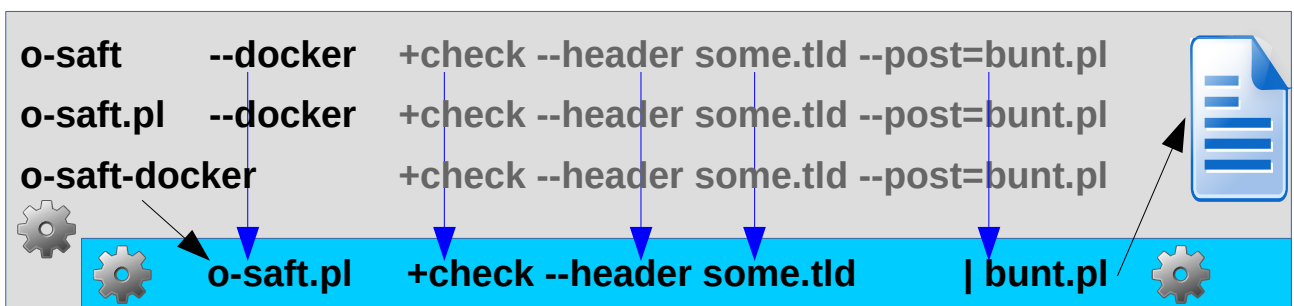 o-saft --docker +check --header some.tld --post=bunt.pl
o-saft.pl --docker +check --header some.tld --post=bunt.pl
o-saft-docker +check --header some.tld --post=bunt.pl
o-saft.pl +check --header some.tld | bunt.pl